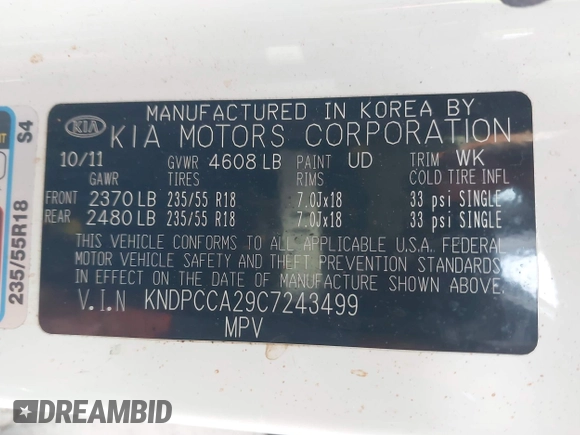 MANUFACTURED IN KOREA BY
KIA KIA MOTORS CORPORATION
10/11 GVWR 4608 LB PAINT UD TRIM WK
GAWR TIRES RIMS COLD TIRE INFL
FRONT 2370 LB 235/55 R18 7.0Jx18 33 psi SINGLE
REAR 2480 LB 235/55 R18 7.0Jx18 33 psi SINGLE
THIS VEHICLE CONFORMS TO ALL APPLICABLE U.S.A. FEDERAL
MOTOR VEHICLE SAFETY AND THEFT PREVENTION STANDARDS
IN EFFECT ON THE DATE OF MANUFACTURE SHOWN ABOVE.
V.I.N KNDPCCA29C7243499
MPV
235/55R18 S4
DREAMBID